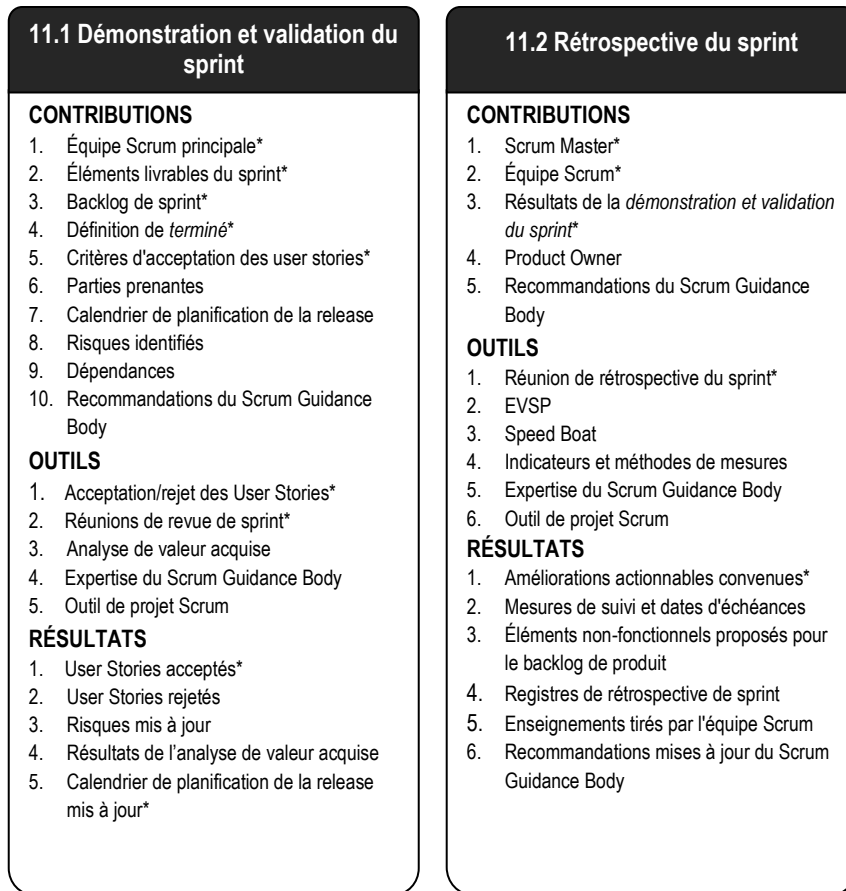 11.1 Démonstration et validation du
sprint
CONTRIBUTIONS
1. Équipe Scrum principale*
2. Éléments livrables du sprint*
3. Backlog de sprint*
4. Définition de terminé*
5. Critères d'acceptation des user stories*
6. Parties prenantes
7. Calendrier de planification de la release
8. Risques identifiés
9. Dépendances
10. Recommandations du Scrum Guidance
Body
OUTILS
1. Acceptation/rejet des User Stories*
2. Réunions de revue de sprint*
3. Analyse de valeur acquise
4. Expertise du Scrum Guidance Body
5. Outil de projet Scrum
RÉSULTATS
1. User Stories acceptés*
2. User Stories rejetés
3. Risques mis à jour
4. Résultats de l’analyse de valeur acquise
5. Calendrier de planification de la release
mis à jour*
11.2 Rétrospective du sprint
CONTRIBUTIONS
1. Scrum Master*
2. Équipe Scrum*
3. Résultats de la démonstration et validation
du sprint*
4. Product Owner
5. Recommandations du Scrum Guidance
Body
OUTILS
1. Réunion de rétrospective du sprint*
2. EVSP
3. Speed Boat
4. Indicateurs et méthodes de mesures
5. Expertise du Scrum Guidance Body
6. Outil de projet Scrum
RÉSULTATS
1. Améliorations actionnables convenues*
2. Mesures de suivi et dates d'échéances
3. Éléments non-fonctionnels proposés pour
le backlog de produit
4. Registres de rétrospective de sprint
5. Enseignements tirés par l'équipe Scrum
6. Recommandations mises à jour du Scrum
Guidance Body